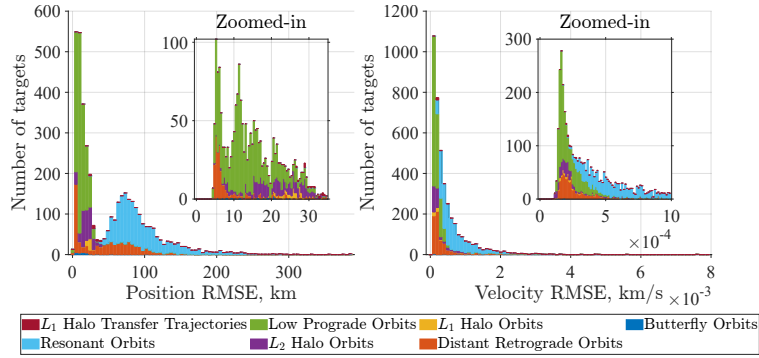 Zoomed-in
Zoomed-in
600
500
400
300
200
100
0
Number of targets
100
50
0
0 10 20 30
0 100 200 300
Position RMSE, km
1200
1000
800
600
400
200
0
Number of targets
300
200
100
0
0 5 10
×10⁻⁴
0 2 4 6 8
Velocity RMSE, km/s ×10⁻³
L₁ Halo Transfer Trajectories Low Prograde Orbits L₁ Halo Orbits Butterfly Orbits
Resonant Orbits L₂ Halo Orbits Distant Retrograde Orbits